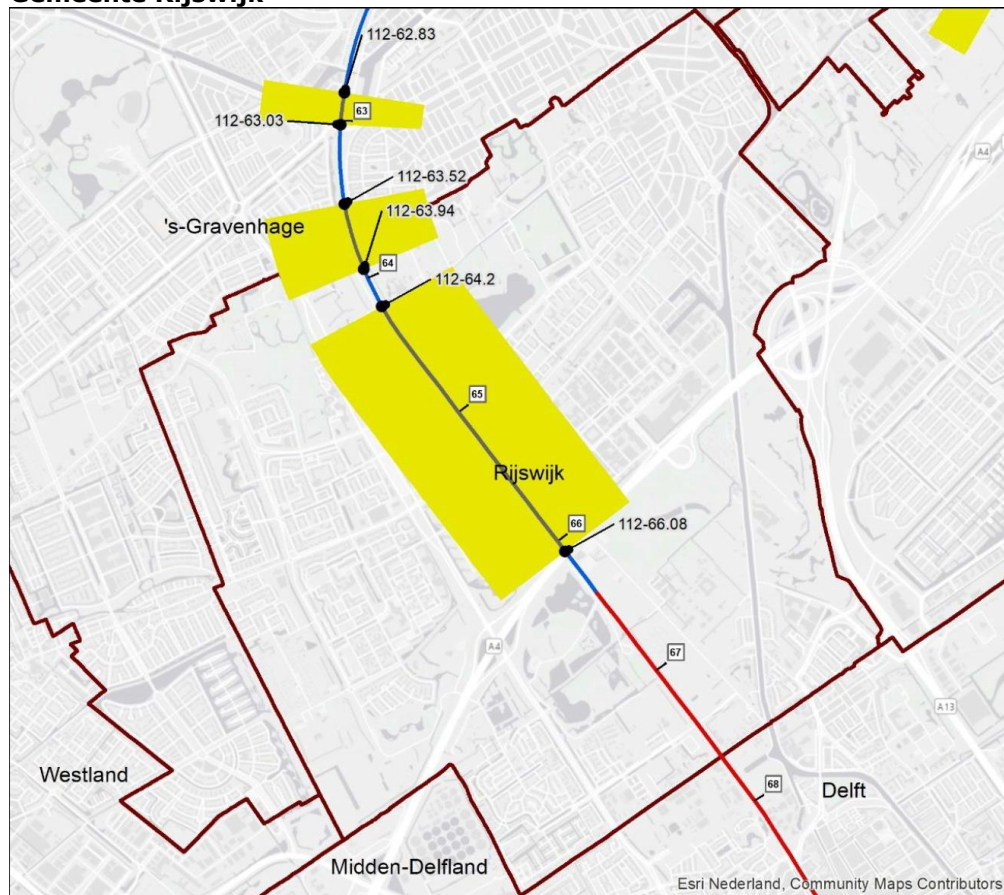 Gemeente Rijswijk
112-62.83
63
112-63.03
112-63.52
112-63.94
's-Gravenhage
64
112-64.2
A4
65
Rijswijk
66
112-66.08
A4
67
A13
Westland
68
Delft
Midden-Delfland
Esri Nederland, Community Maps Contributors